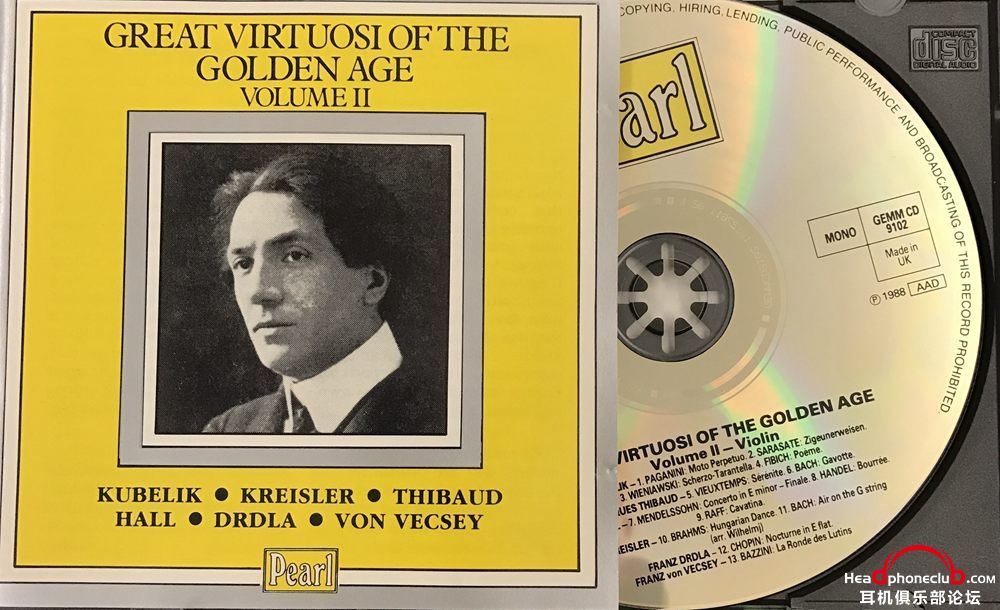 GREAT VIRTUOSI OF THE
GOLDEN AGE
VOLUME II
KUBELIK ● KREISLER ● THIBAUD
HALL ● DRDLA ● VON VECSEY
Pearl
COPYING, HIRING, LENDING, PUBLIC PERFORMANCE AND BROADCASTING OF THIS RECORD PROHIBITED.
COMPACT
disc
DIGITAL AUDIO
arl
MONO
GEMM CD
9102
Made in
UK
Ⓟ 1988 AAD
VIRTUOSI OF THE GOLDEN AGE
Volume II – Violin
IK – 1. PAGANINI: Moto Perpetuo. 2. SARASATE: Zigeunerweisen.
3. WIENIAWSKI: Scherzo-Tarantella. 4. FIBICH: Poème.
UES THIBAUD – 5. VIEUXTEMPS: Sérénite. 6. BACH: Gavotte.
– 7. MENDELSSOHN: Concerto in E minor – Finale. 8. HANDEL: Bourrée.
9. RAFF: Cavatina.
REISLER – 10. BRAHMS: Hungarian Dance. 11. BACH: Air on the G string
(arr. Wilhelmj)
FRANZ DRDLA – 12. CHOPIN: Nocturne in E flat.
FRANZ von VECSEY – 13. BAZZINI: La Ronde des Lutins
Headphoneclub.com
耳机俱乐部论坛